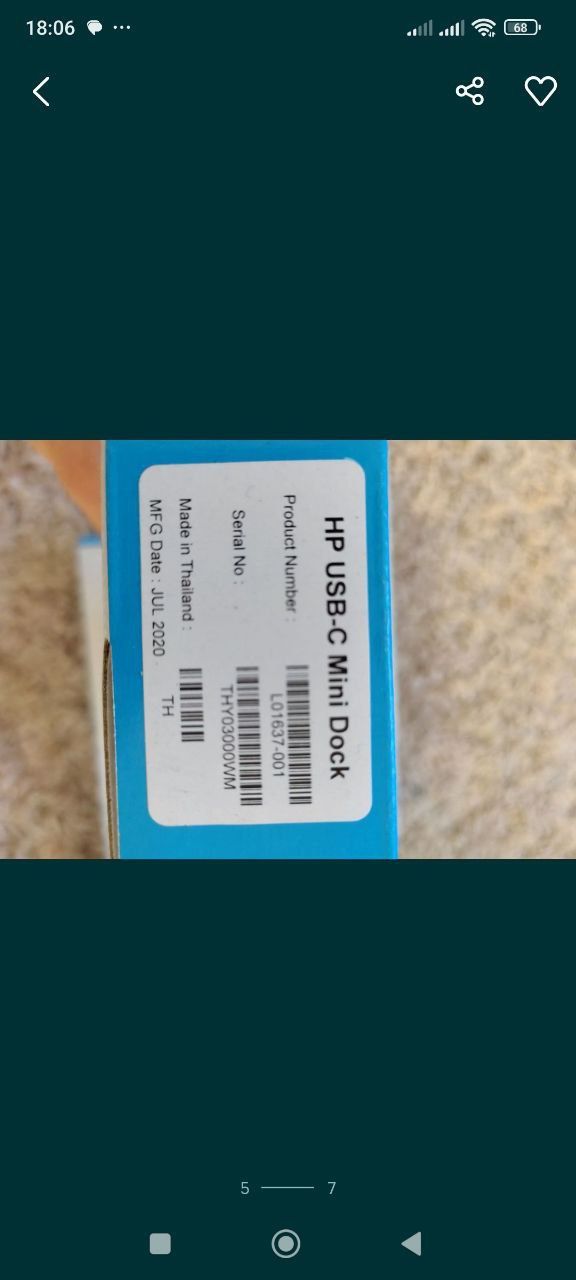 18:06
68
HP USB-C Mini Dock
Product Number :
L01637-001
Serial No :
THY03000WM
Made in Thailand :
TH
MFG Date : JUL 2020
5
7